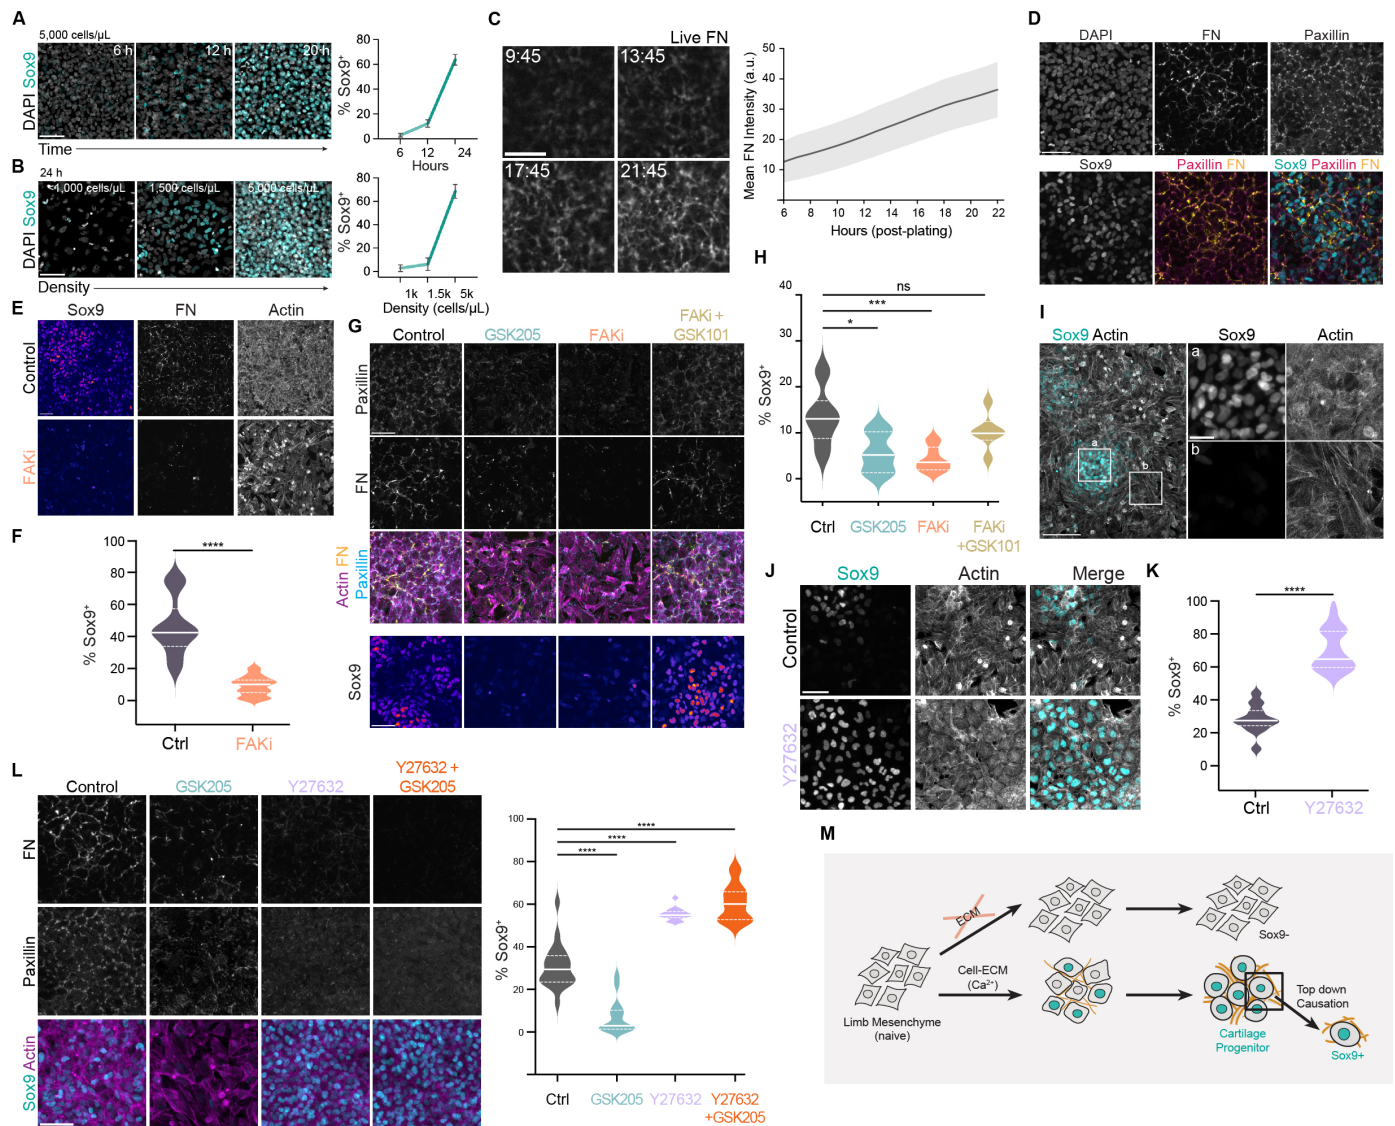 A
5,000 cells/μL
6 h
12 h
20 h
DAPI Sox9
Time
% Sox9⁺
80
60
40
20
0
6
12
24
Hours
B
24 h
1,000 cells/μL
1,500 cells/μL
5,000 cells/μL
DAPI Sox9
Density
% Sox9⁺
80
60
40
20
0
1k
1.5k
5k
Density (cells/μL)
C
Live FN
9:45
13:45
17:45
21:45
Mean FN Intensity (a.u.)
50
40
30
20
10
6
8
10
12
14
16
18
20
22
Hours (post-plating)
D
DAPI
FN
Paxillin
Sox9
Paxillin FN
Sox9 Paxillin FN
E
Sox9
FN
Actin
Control
FAKi
F
% Sox9⁺
100
80
60
40
20
0
****
Ctrl
FAKi
G
Control
GSK205
FAKi
FAKi +
GSK101
Paxillin
FN
Actin FN
Paxillin
Sox9
H
% Sox9⁺
40
30
20
10
0
ns
***
*
Ctrl
GSK205
FAKi
FAKi
+GSK101
I
Sox9 Actin
Sox9
Actin
a
b
a
b
J
Sox9
Actin
Merge
Control
Y27632
K
% Sox9⁺
100
80
60
40
20
0
****
Ctrl
Y27632
L
Control
GSK205
Y27632
Y27632 +
GSK205
FN
Paxillin
Sox9 Actin
% Sox9⁺
100
80
60
40
20
0
****
****
****
Ctrl
GSK205
Y27632
Y27632
+GSK205
M
ECM
Sox9-
Cell-ECM
(Ca²⁺)
Limb Mesenchyme
(naive)
Cartilage
Progenitor
Top down
Causation
Sox9+